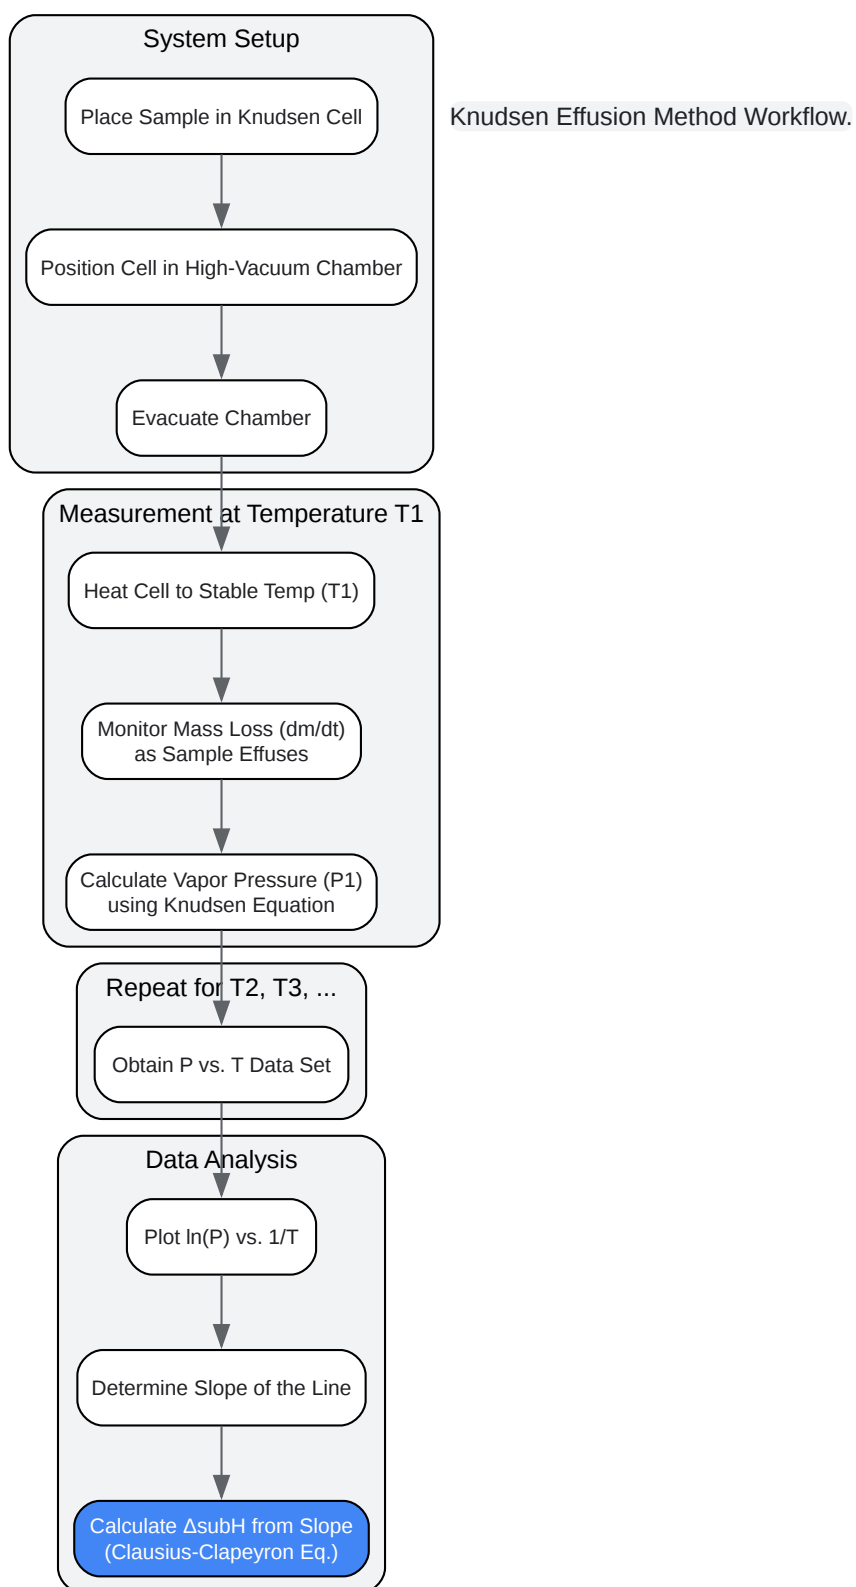 System Setup
Place Sample in Knudsen Cell
Knudsen Effusion Method Workflow.
Position Cell in High-Vacuum Chamber
Evacuate Chamber
Measurement at Temperature T1
Heat Cell to Stable Temp (T1)
Monitor Mass Loss (dm/dt)
as Sample Effuses
Calculate Vapor Pressure (P1)
using Knudsen Equation
Repeat for T2, T3, ...
Obtain P vs. T Data Set
Data Analysis
Plot ln(P) vs. 1/T
Determine Slope of the Line
Calculate ΔsubH from Slope
(Clausius-Clapeyron Eq.)